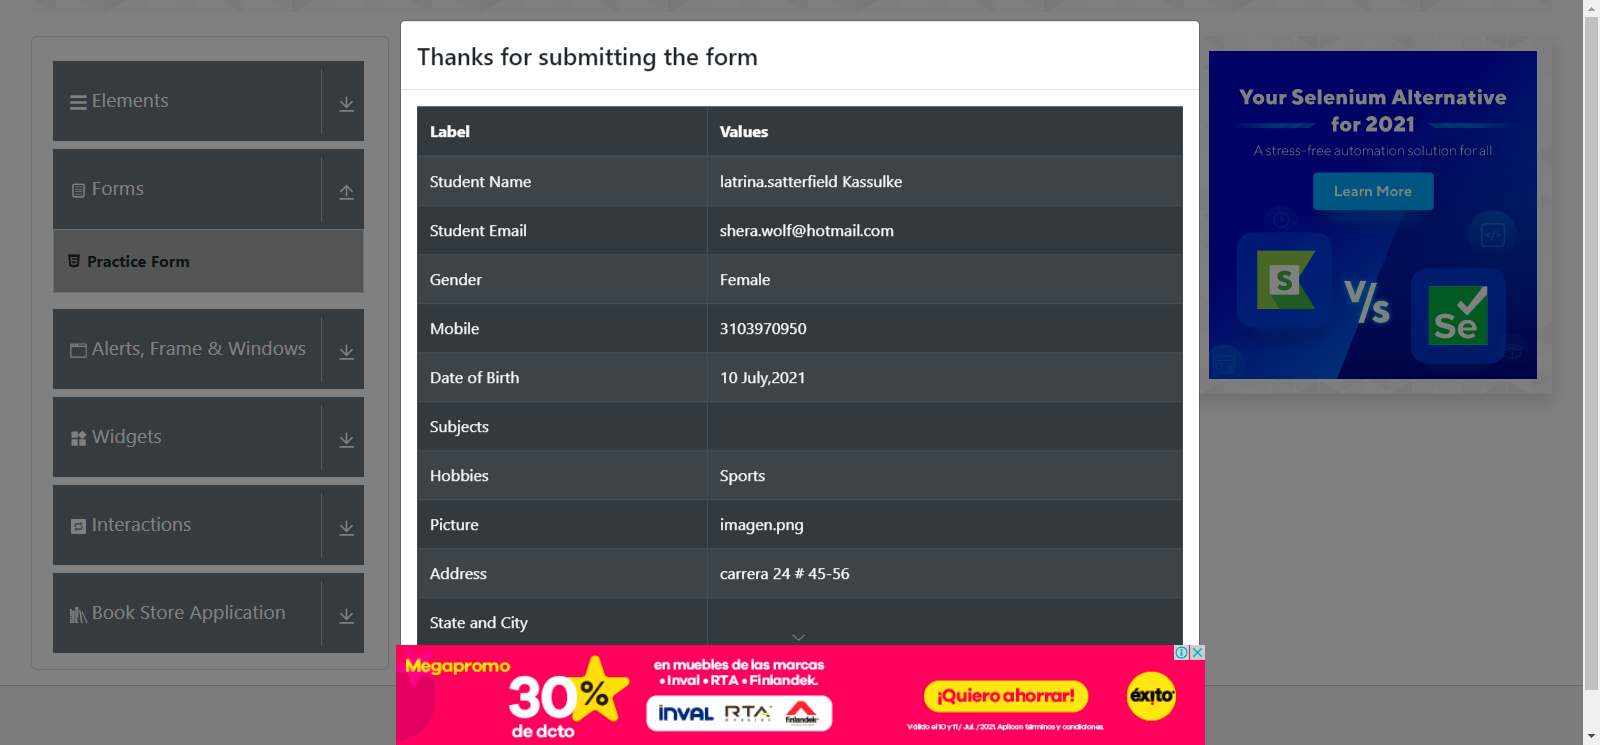 Elements
Forms
Practice Form
Alerts, Frame & Windows
Widgets
Interactions
Book Store Application
Thanks for submitting the form
Label Values
Student Name latrina.satterfield Kassulke
Student Email shera.wolf@hotmail.com
Gender Female
Mobile 3103970950
Date of Birth 10 July,2021
Subjects
Hobbies Sports
Picture imagen.png
Address carrera 24 # 45-56
State and City
Your Selenium Alternative
for 2021
A stress-free automation solution for all
Learn More
S
V/s
Se
</>
Megapromo
30%
de dcto
en muebles de las marcas
• Inval • RTA • Finlandek.
INVAL RTA finlandek
¡Quiero ahorrar!
Válido el 10 y 11 / Jul. / 2021. Aplican términos y condiciones.
éxito